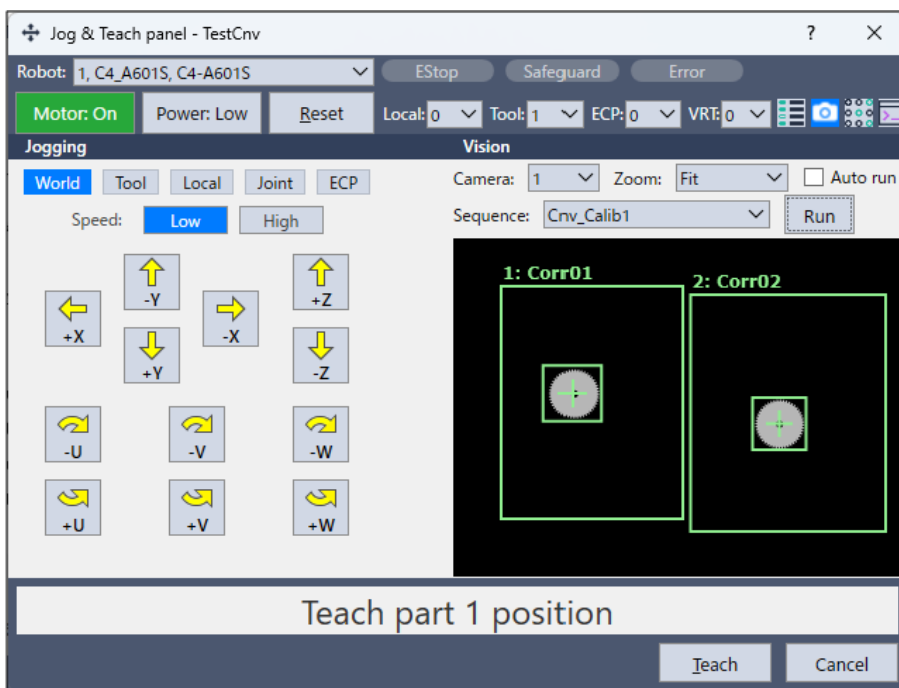 Jog & Teach panel - TestCnv ? ✕
Robot: 1, C4_A601S, C4-A601S EStop Safeguard Error
Motor: On Power: Low Reset Local: 0 Tool: 1 ECP: 0 VRT: 0
Jogging Vision
World Tool Local Joint ECP
Camera: 1 Zoom: Fit Auto run
Speed: Low High
Sequence: Cnv_Calib1 Run
-Y +Z
+X -X
+Y -Z
-U -V -W
+U +V +W
1: Corr01
2: Corr02
Teach part 1 position
Teach Cancel